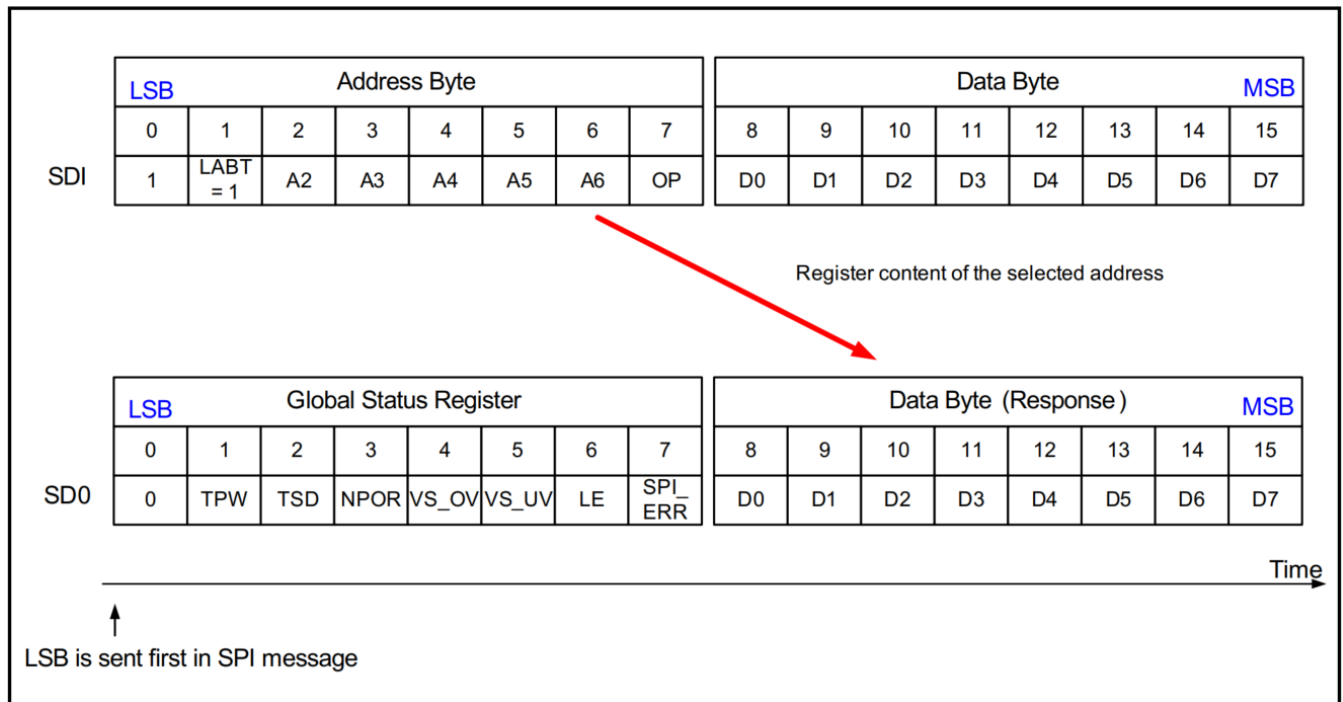 Address Byte Data Byte
LSB MSB
0 1 2 3 4 5 6 7 8 9 10 11 12 13 14 15
SDI 1 LABT = 1 A2 A3 A4 A5 A6 OP D0 D1 D2 D3 D4 D5 D6 D7
Register content of the selected address
Global Status Register Data Byte (Response)
LSB MSB
0 1 2 3 4 5 6 7 8 9 10 11 12 13 14 15
SD0 0 TPW TSD NPOR VS_OV VS_UV LE SPI_ ERR D0 D1 D2 D3 D4 D5 D6 D7
Time
LSB is sent first in SPI message